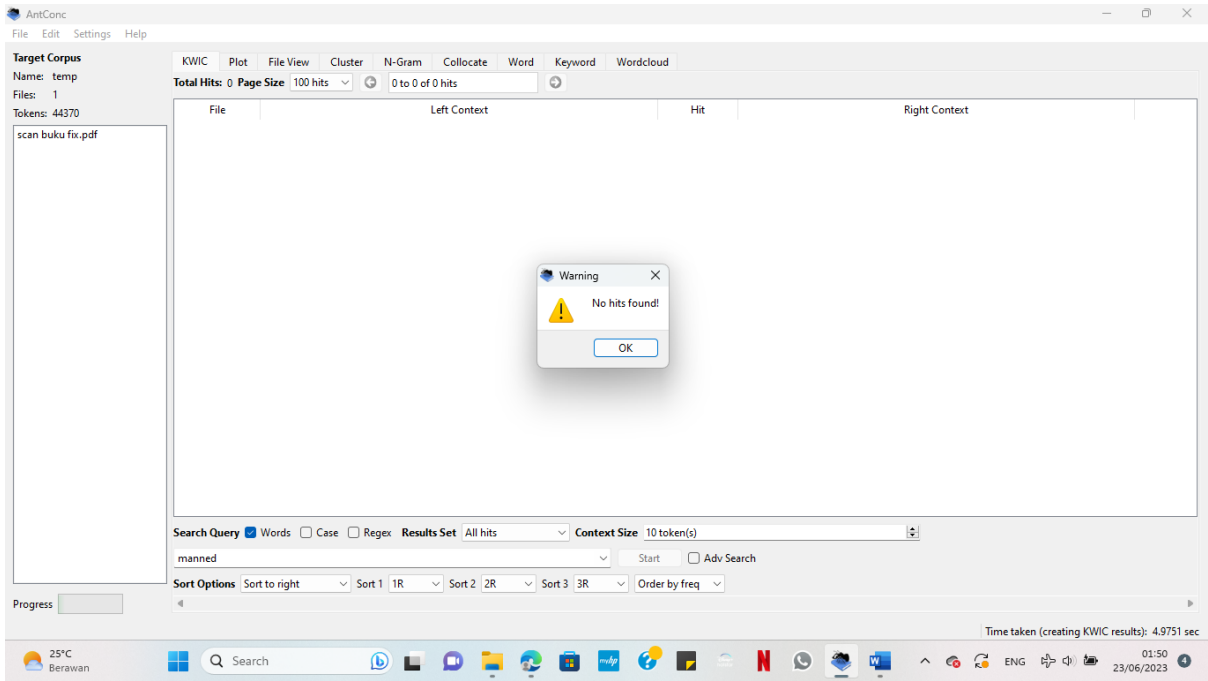 AntConc
File Edit Settings Help
Target Corpus
Name: temp
Files: 1
Tokens: 44370
scan buku fix.pdf
Progress
KWIC Plot File View Cluster N-Gram Collocate Word Keyword Wordcloud
Total Hits: 0 Page Size 100 hits 0 to 0 of 0 hits
File Left Context Hit Right Context
Warning
No hits found!
OK
Search Query Words Case Regex Results Set All hits Context Size 10 token(s)
manned Start Adv Search
Sort Options Sort to right Sort 1 1R Sort 2 2R Sort 3 3R Order by freq
Time taken (creating KWIC results): 4.9751 sec
25°C
Berawan
Search
myhp
N
W
ENG
01:50
23/06/2023
4